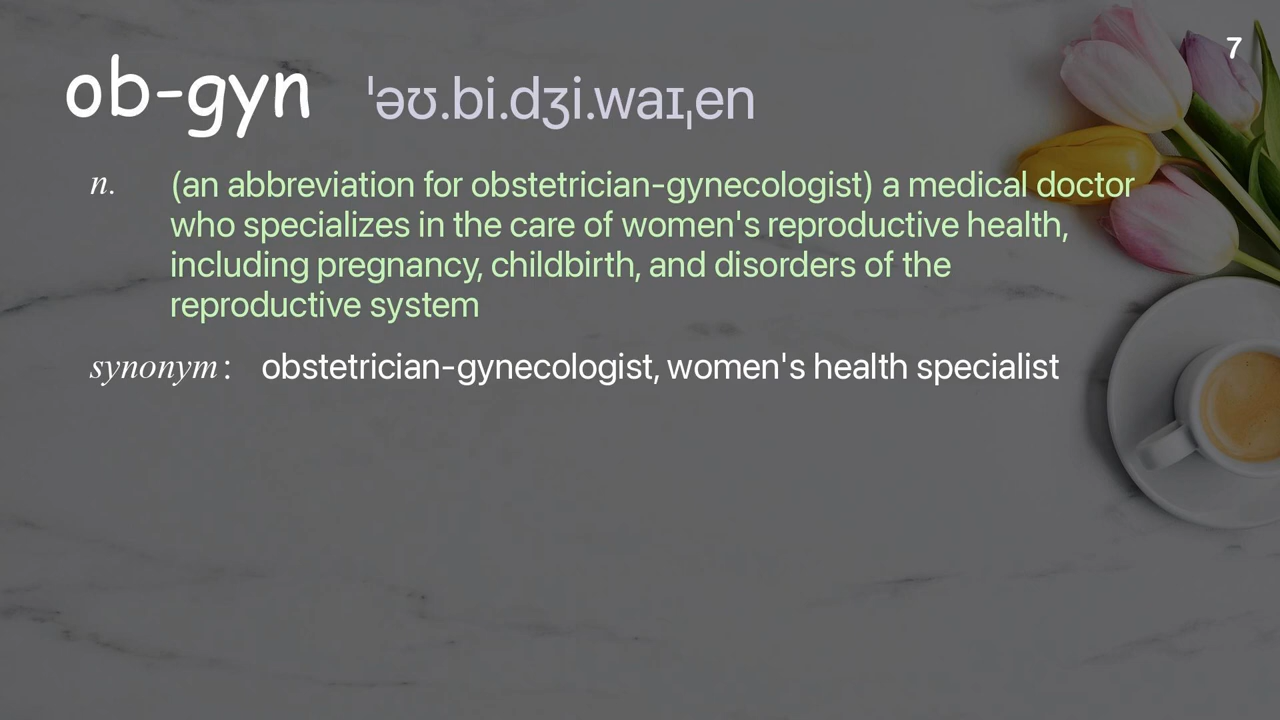 7
ob-gyn ˈəʊ.bi.dʒi.waɪˌen
n. (an abbreviation for obstetrician-gynecologist) a medical doctor
who specializes in the care of women's reproductive health,
including pregnancy, childbirth, and disorders of the
reproductive system
synonym: obstetrician-gynecologist, women's health specialist